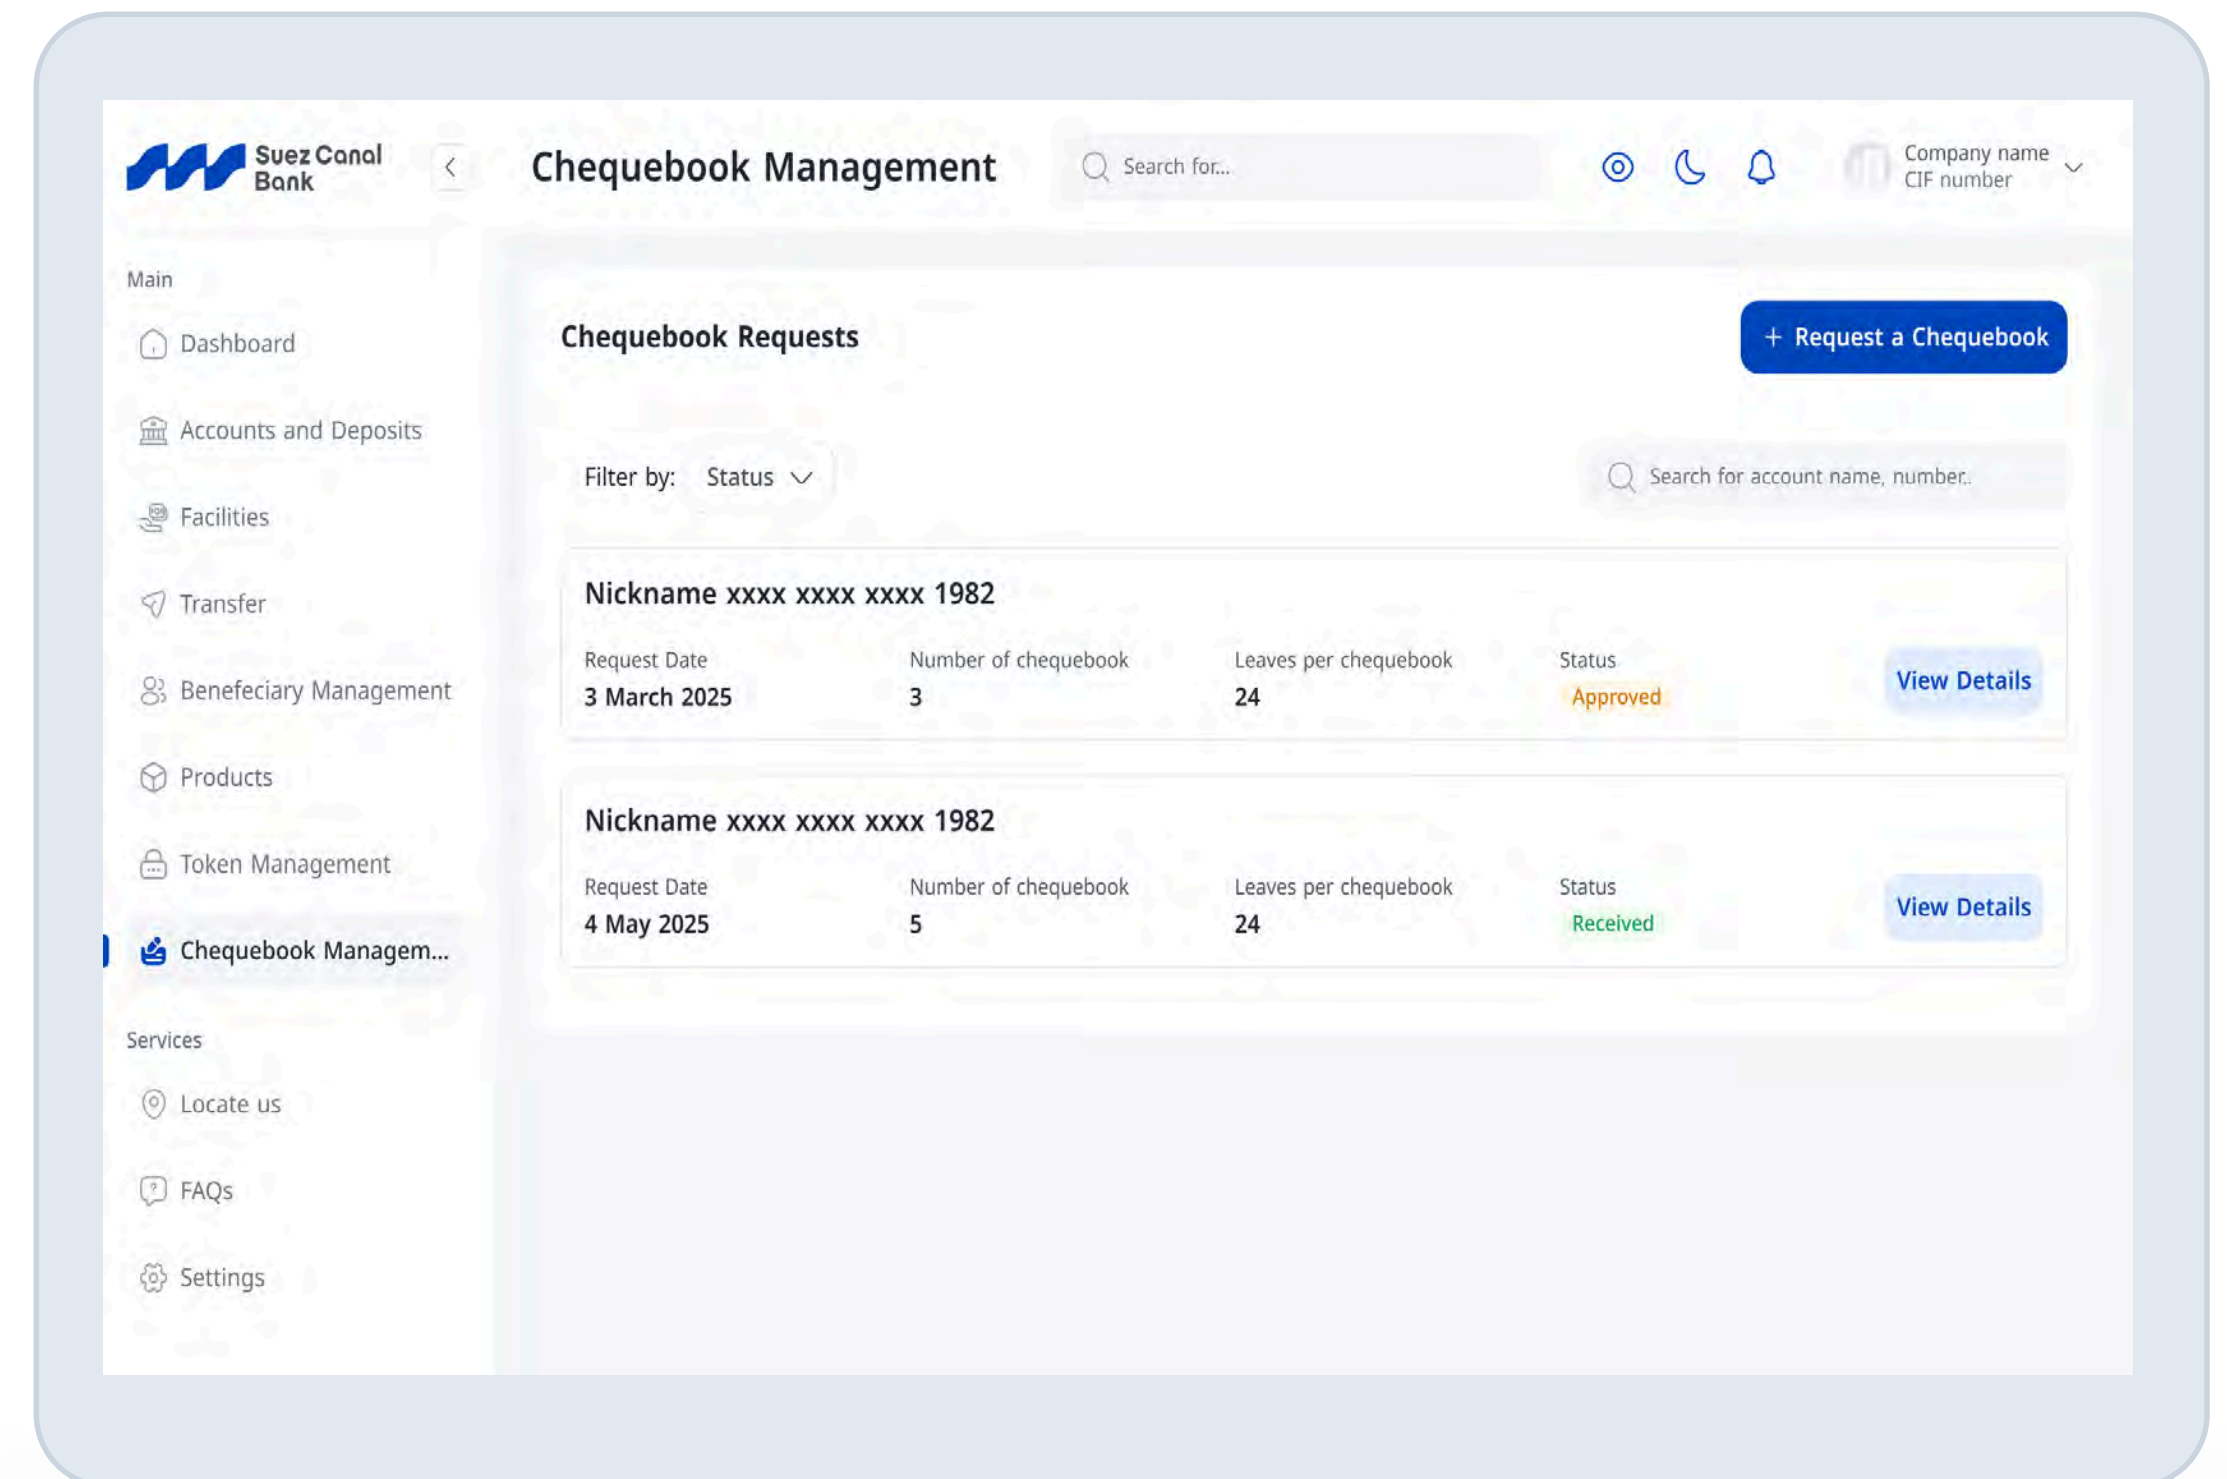 Suez Canal
Bank
Chequebook Management
Search for...
Company name
CIF number
Main
Dashboard
Accounts and Deposits
Facilities
Transfer
Benefeciary Management
Products
Token Management
Chequebook Managem...
Services
Locate us
FAQs
Settings
Chequebook Requests
+ Request a Chequebook
Filter by: Status
Search for account name, number..
Nickname xxxx xxxx xxxx 1982
Request Date Number of chequebook Leaves per chequebook Status
3 March 2025 3 24 Approved
View Details
Nickname xxxx xxxx xxxx 1982
Request Date Number of chequebook Leaves per chequebook Status
4 May 2025 5 24 Received
View Details